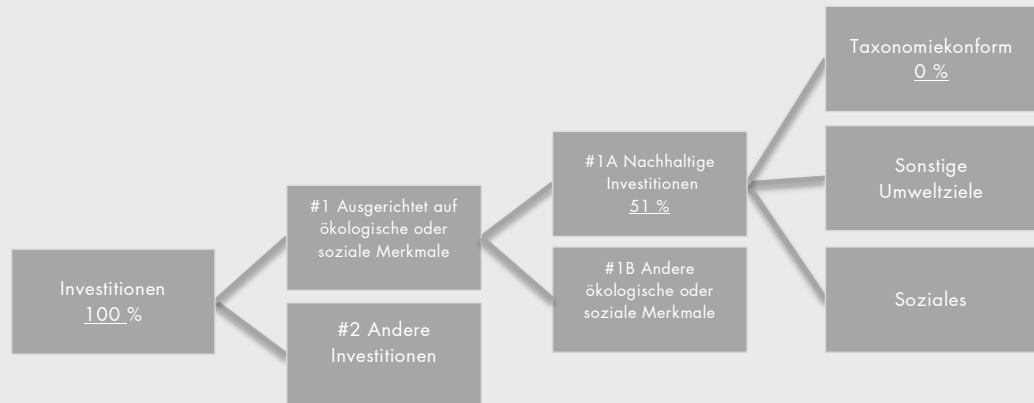 Investitionen
100 %
#1 Ausgerichtet auf
ökologische oder
soziale Merkmale
#2 Andere
Investitionen
#1A Nachhaltige
Investitionen
51 %
#1B Andere
ökologische oder
soziale Merkmale
Taxonomiekonform
0 %
Sonstige
Umweltziele
Soziales